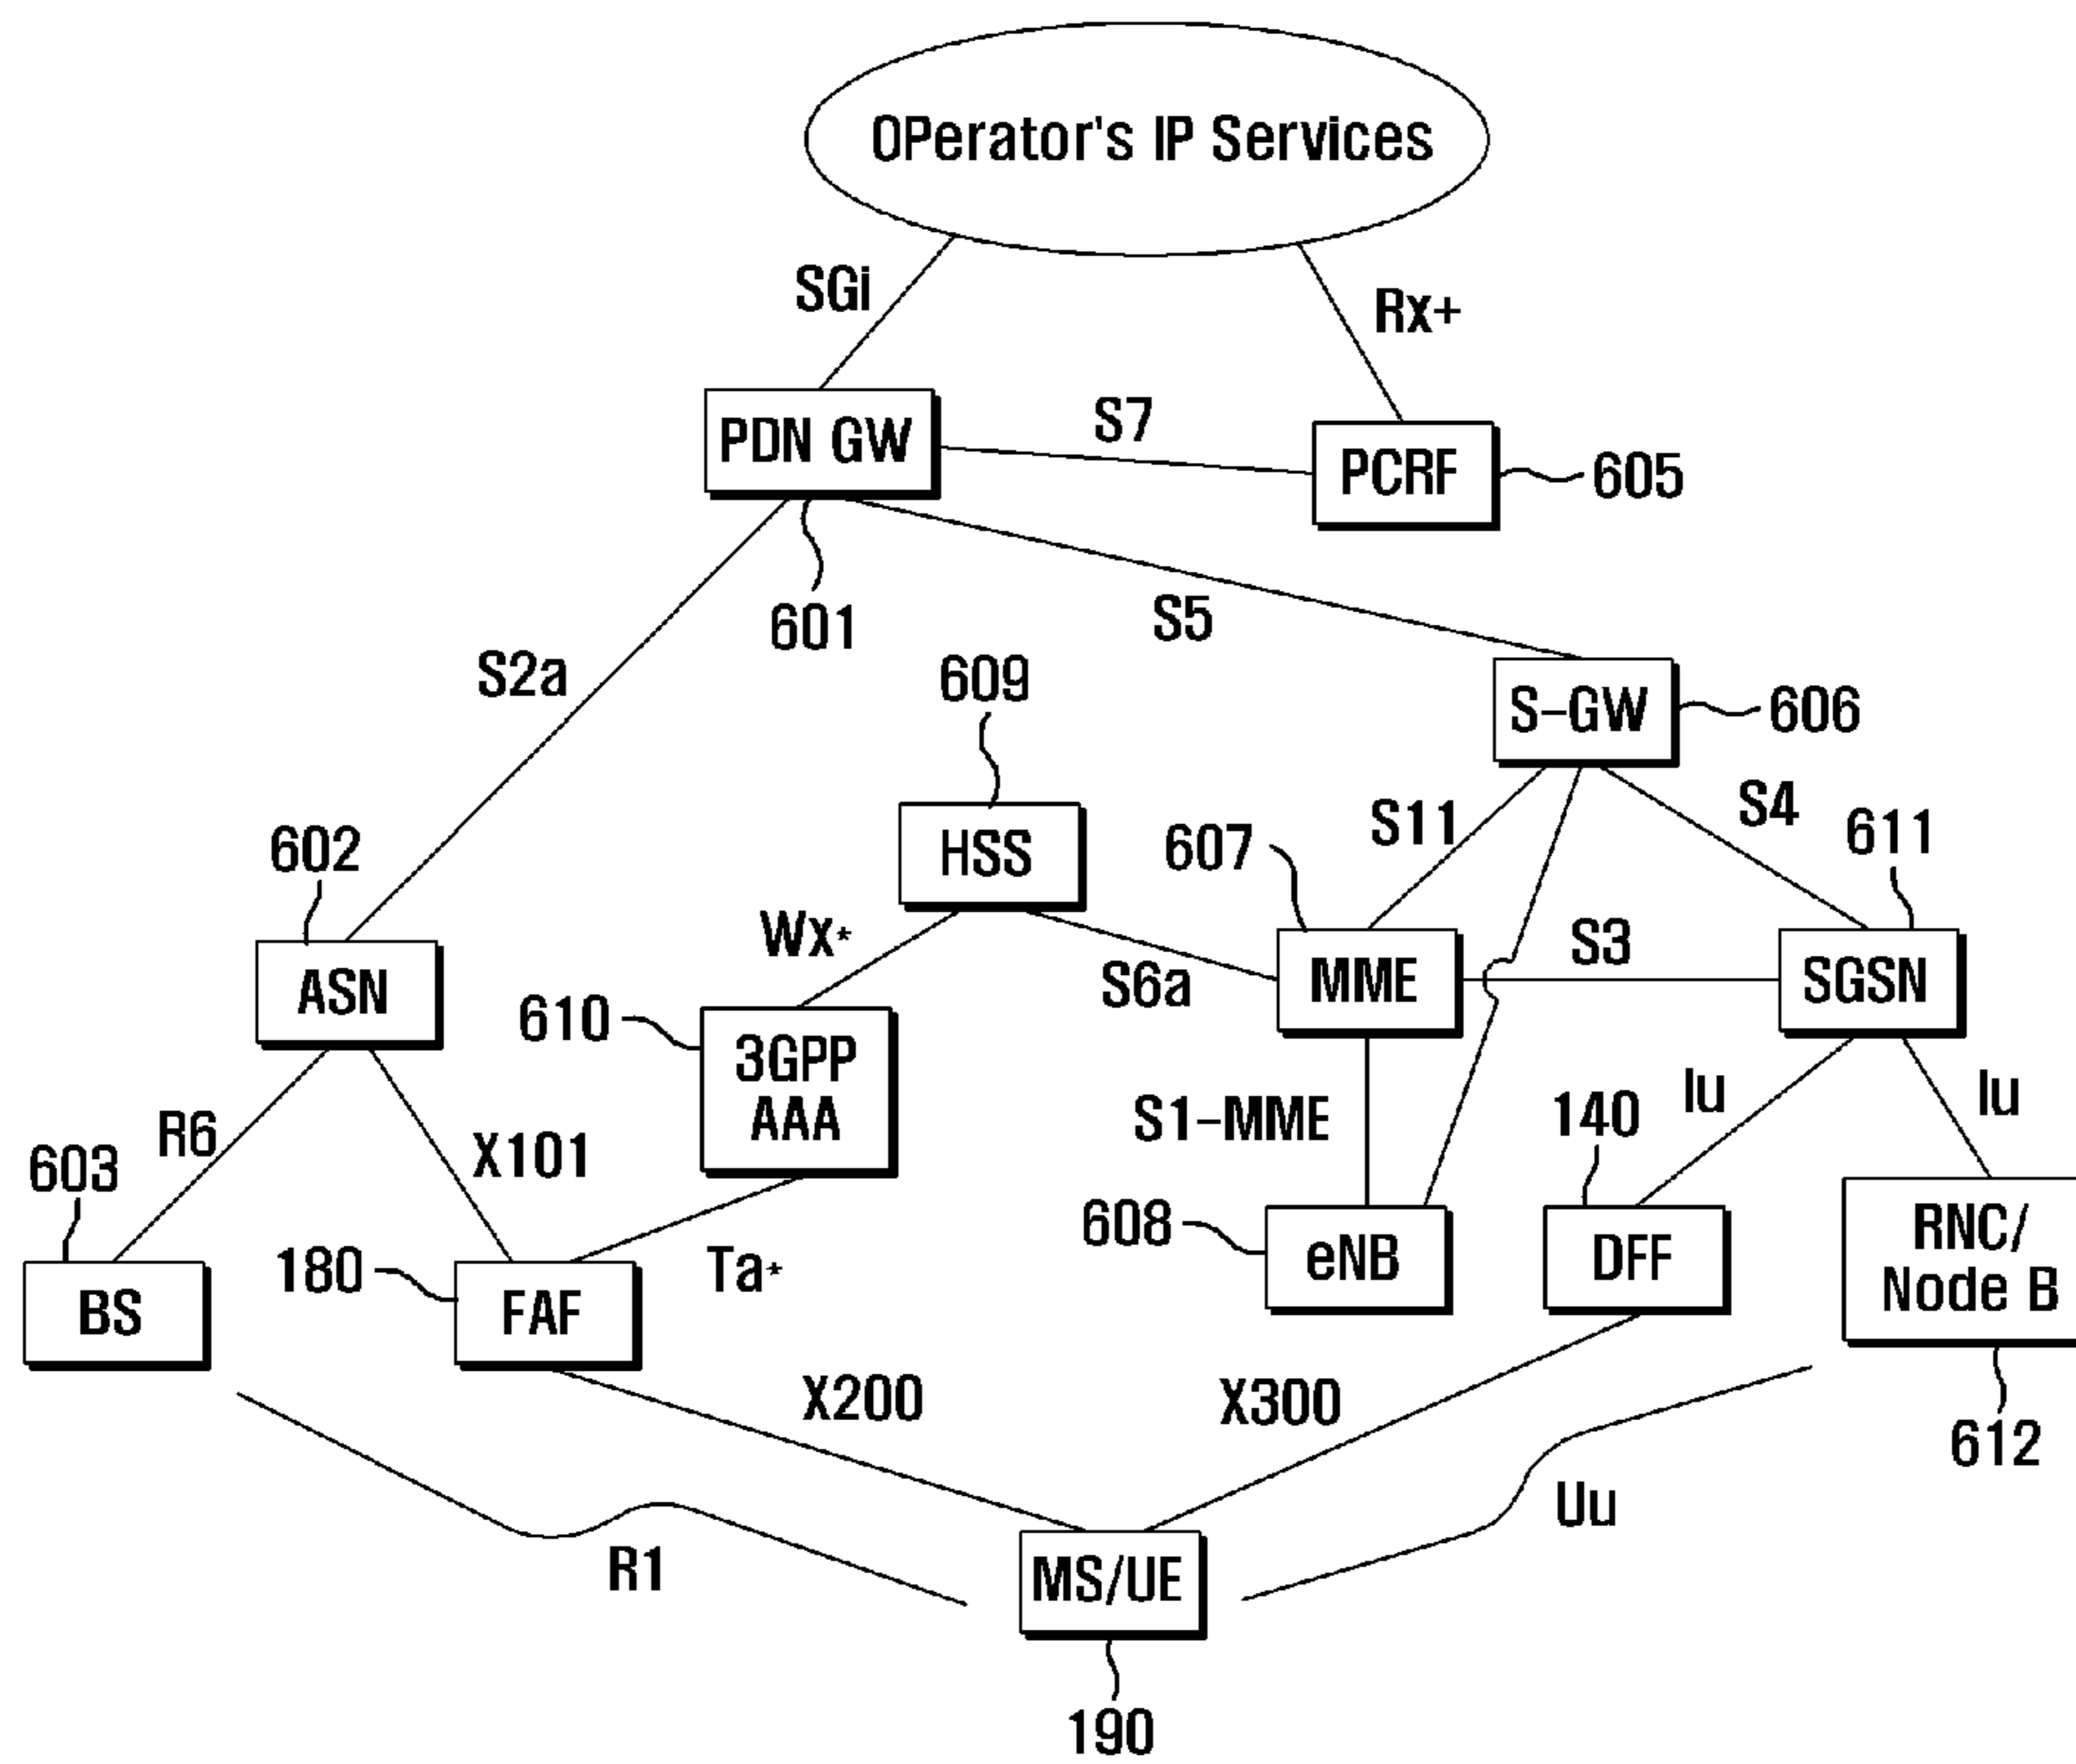 OPerator's IP Services
SGi
Rx+
PDN GW
S7
PCRF
605
601
S5
S2a
609
S-GW
606
602
HSS
607
S11
S4
611
ASN
Wx*
S6a
MME
S3
SGSN
610
3GPP
AAA
603
R6
X101
S1-MME
140
Iu
Iu
180
BS
FAF
Ta*
608
eNB
DFF
RNC/
Node B
X200
X300
612
R1
Uu
MS/UE
190